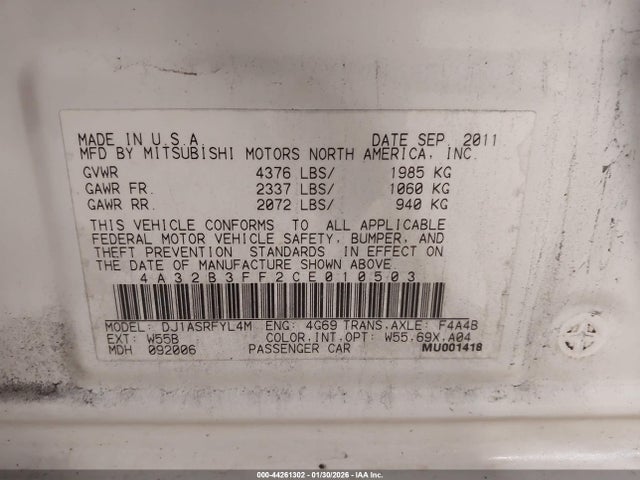 MADE IN U.S.A. DATE SEP. 2011
MFD BY MITSUBISHI MOTORS NORTH AMERICA, INC.
GVWR 4376 LBS/ 1985 KG
GAWR FR. 2337 LBS/ 1060 KG
GAWR RR. 2072 LBS/ 940 KG
THIS VEHICLE CONFORMS TO ALL APPLICABLE
FEDERAL MOTOR VEHICLE SAFETY, BUMPER, AND
THEFT PREVENTION STANDARDS IN EFFECT ON
THE DATE OF MANUFACTURE SHOWN ABOVE.
4A32B3FF2CE010503
MODEL: DJ1ASRFYL4M ENG: 4G69 TRANS.AXLE: F4A4B
EXT: W55B COLOR.INT.OPT: W55.69X.A04
MDH 092006 PASSENGER CAR MU001418
000-44261302 - 01/30/2026 - IAA Inc.